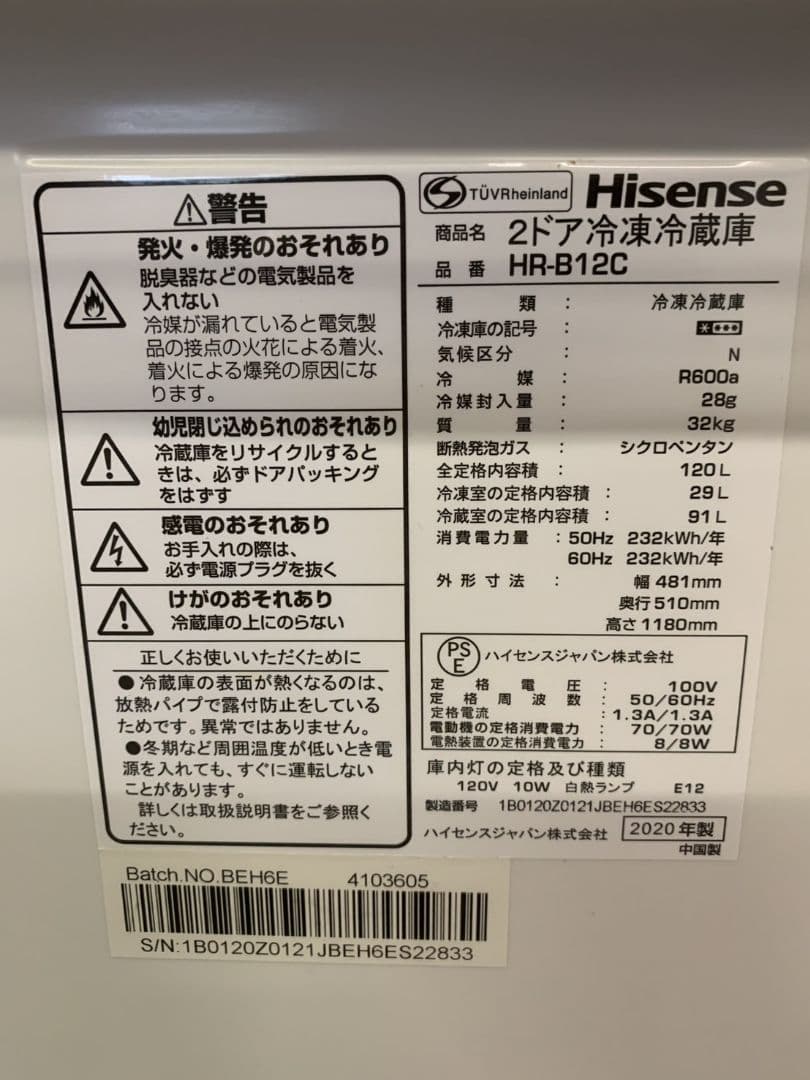 警告
発火・爆発のおそれあり
脱臭器などの電気製品を
入れない
冷媒が漏れていると電気製
品の接点の火花による着火、
着火による爆発の原因にな
ります。
幼児閉じ込められのおそれあり
冷蔵庫をリサイクルすると
きは、必ずドアパッキング
をはずす
感電のおそれあり
お手入れの際は、
必ず電源プラグを抜く
けがのおそれあり
冷蔵庫の上にのらない
正しくお使いいただくために
●冷蔵庫の表面が熱くなるのは、
放熱パイプで露付防止をしている
ためです。異常ではありません。
●冬期など周囲温度が低いとき電
源を入れても、すぐに運転しない
ことがあります。
詳しくは取扱説明書をご参照く
ださい。
TÜVRheinland Hisense
商品名 2ドア冷凍冷蔵庫
品番 HR-B12C
種類 : 冷凍冷蔵庫
冷凍庫の記号 :
気候区分 : N
冷媒 : R600a
冷媒封入量 : 28g
質量 : 32kg
断熱発泡ガス : シクロペンタン
全定格内容積 : 120L
冷凍室の定格内容積 : 29L
冷蔵室の定格内容積 : 91L
消費電力量 : 50Hz 232kWh/年
60Hz 232kWh/年
外形寸法 : 幅 481mm
奥行 510mm
高さ 1180mm
PSE ハイセンスジャパン株式会社
定格電圧 : 100V
定格周波数 : 50/60Hz
定格電流 : 1.3A/1.3A
電動機の定格消費電力 : 70/70W
電熱装置の定格消費電力 : 8/8W
庫内灯の定格及び種類
120V 10W 白熱ランプ E12
製造番号 1B0120Z0121JBEH6ES22833
ハイセンスジャパン株式会社 2020年製
中国製
Batch.NO.BEH6E 4103605
S/N:1B0120Z0121JBEH6ES22833